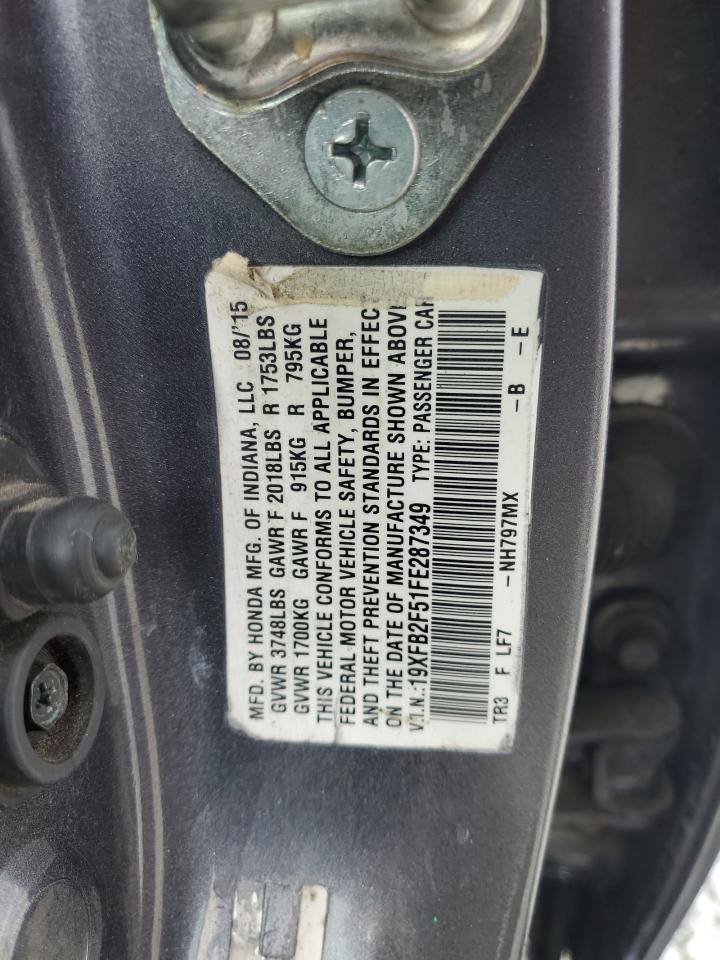 MFD. BY HONDA MFG. OF INDIANA, LLC 08/'15
GVWR 3748LBS GAWR F 2018LBS R 1753LBS
GVWR 1700KG GAWR F 915KG R 795KG
THIS VEHICLE CONFORMS TO ALL APPLICABLE
FEDERAL MOTOR VEHICLE SAFETY, BUMPER,
AND THEFT PREVENTION STANDARDS IN EFFEC
ON THE DATE OF MANUFACTURE SHOWN ABOVE
V.I.N.:19XFB2F51FE287349 TYPE: PASSENGER CAR
TR3 F LF7 -NH797MX -B -E